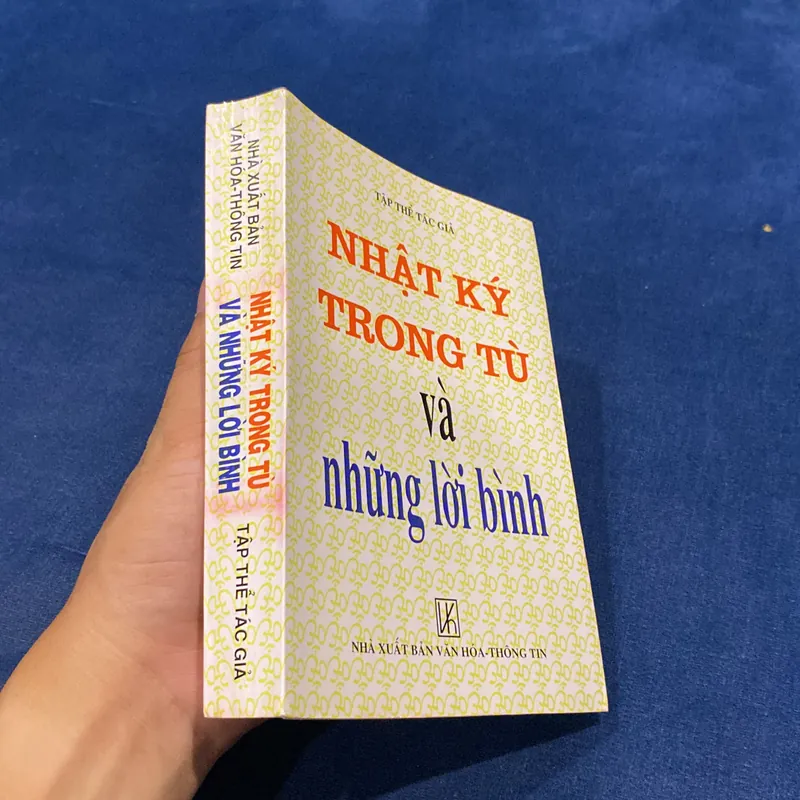 TẬP THỂ TÁC GIẢ
NHẬT KÝ
TRONG TÙ
và
những lời bình
NHÀ XUẤT BẢN VĂN HÓA-THÔNG TIN
NHÀ XUẤT BẢN
VĂN HÓA-THÔNG TIN
NHẬT KÝ TRONG TÙ
VÀ NHỮNG LỜI BÌNH
TẬP THỂ TÁC GIẢ